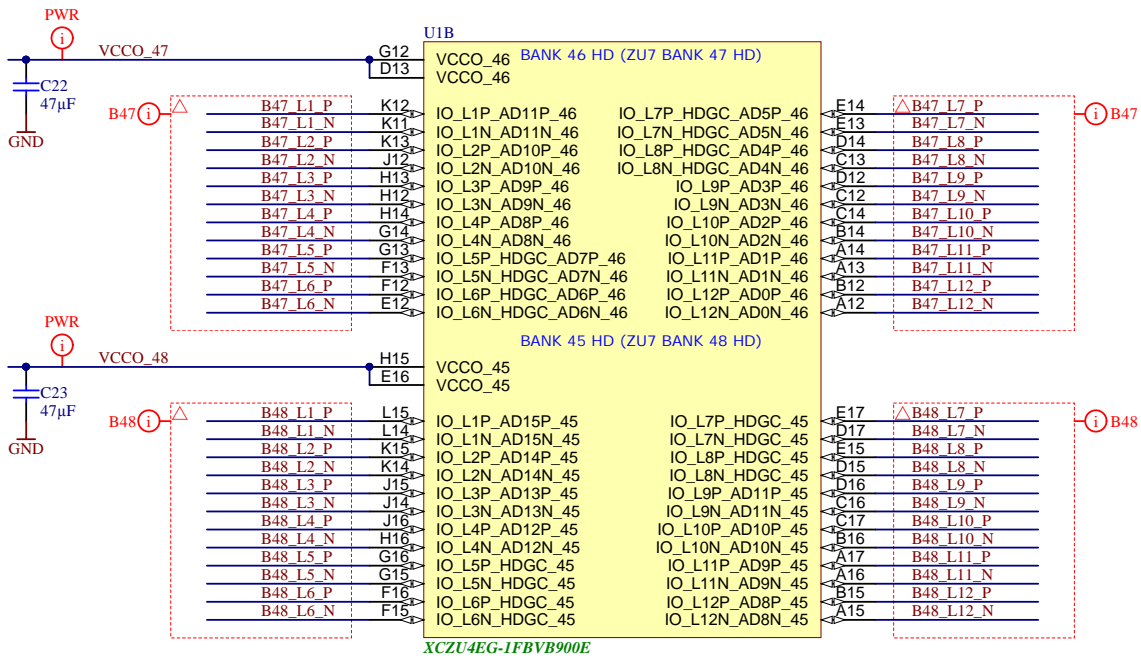 PWR
i
VCCO_47
C22
47µF
GND
U1B
BANK 46 HD (ZU7 BANK 47 HD)
G12 VCCO_46
D13 VCCO_46
B47 i
B47_L1_P K12 IO_L1P_AD11P_46 IO_L7P_HDGC_AD5P_46 E14 B47_L7_P
i B47
B47_L1_N K11 IO_L1N_AD11N_46 IO_L7N_HDGC_AD5N_46 E13 B47_L7_N
B47_L2_P K13 IO_L2P_AD10P_46 IO_L8P_HDGC_AD4P_46 D14 B47_L8_P
B47_L2_N J12 IO_L2N_AD10N_46 IO_L8N_HDGC_AD4N_46 C13 B47_L8_N
B47_L3_P H13 IO_L3P_AD9P_46 IO_L9P_AD3P_46 D12 B47_L9_P
B47_L3_N H12 IO_L3N_AD9N_46 IO_L9N_AD3N_46 C12 B47_L9_N
B47_L4_P H14 IO_L4P_AD8P_46 IO_L10P_AD2P_46 C14 B47_L10_P
B47_L4_N G14 IO_L4N_AD8N_46 IO_L10N_AD2N_46 B14 B47_L10_N
B47_L5_P G13 IO_L5P_HDGC_AD7P_46 IO_L11P_AD1P_46 A14 B47_L11_P
B47_L5_N F13 IO_L5N_HDGC_AD7N_46 IO_L11N_AD1N_46 A13 B47_L11_N
B47_L6_P F12 IO_L6P_HDGC_AD6P_46 IO_L12P_AD0P_46 B12 B47_L12_P
B47_L6_N E12 IO_L6N_HDGC_AD6N_46 IO_L12N_AD0N_46 A12 B47_L12_N
PWR
i
VCCO_48
C23
47µF
GND
BANK 45 HD (ZU7 BANK 48 HD)
H15 VCCO_45
E16 VCCO_45
B48 i
B48_L1_P L15 IO_L1P_AD15P_45 IO_L7P_HDGC_45 E17 B48_L7_P
i B48
B48_L1_N L14 IO_L1N_AD15N_45 IO_L7N_HDGC_45 D17 B48_L7_N
B48_L2_P K15 IO_L2P_AD14P_45 IO_L8P_HDGC_45 E15 B48_L8_P
B48_L2_N K14 IO_L2N_AD14N_45 IO_L8N_HDGC_45 D15 B48_L8_N
B48_L3_P J15 IO_L3P_AD13P_45 IO_L9P_AD11P_45 D16 B48_L9_P
B48_L3_N J14 IO_L3N_AD13N_45 IO_L9N_AD11N_45 C16 B48_L9_N
B48_L4_P J16 IO_L4P_AD12P_45 IO_L10P_AD10P_45 C17 B48_L10_P
B48_L4_N H16 IO_L4N_AD12N_45 IO_L10N_AD10N_45 B16 B48_L10_N
B48_L5_P G16 IO_L5P_HDGC_45 IO_L11P_AD9P_45 A17 B48_L11_P
B48_L5_N G15 IO_L5N_HDGC_45 IO_L11N_AD9N_45 A16 B48_L11_N
B48_L6_P F16 IO_L6P_HDGC_45 IO_L12P_AD8P_45 B15 B48_L12_P
B48_L6_N F15 IO_L6N_HDGC_45 IO_L12N_AD8N_45 A15 B48_L12_N
XCZU4EG-1FBVB900E